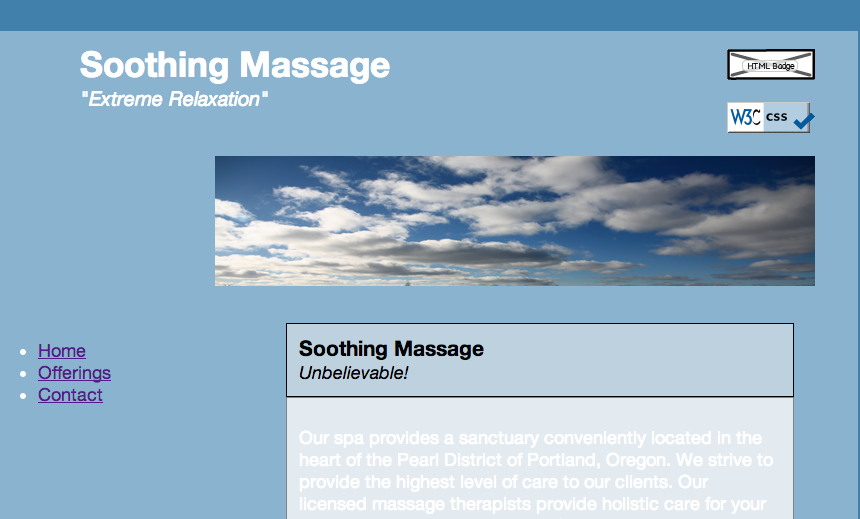 Soothing Massage
"Extreme Relaxation"
HTML Badge
W3C css
Home
Offerings
Contact
Soothing Massage
Unbelievable!
Our spa provides a sanctuary conveniently located in the
heart of the Pearl District of Portland, Oregon. We strive to
provide the highest level of care to our clients. Our
licensed massage therapists provide holistic care for your